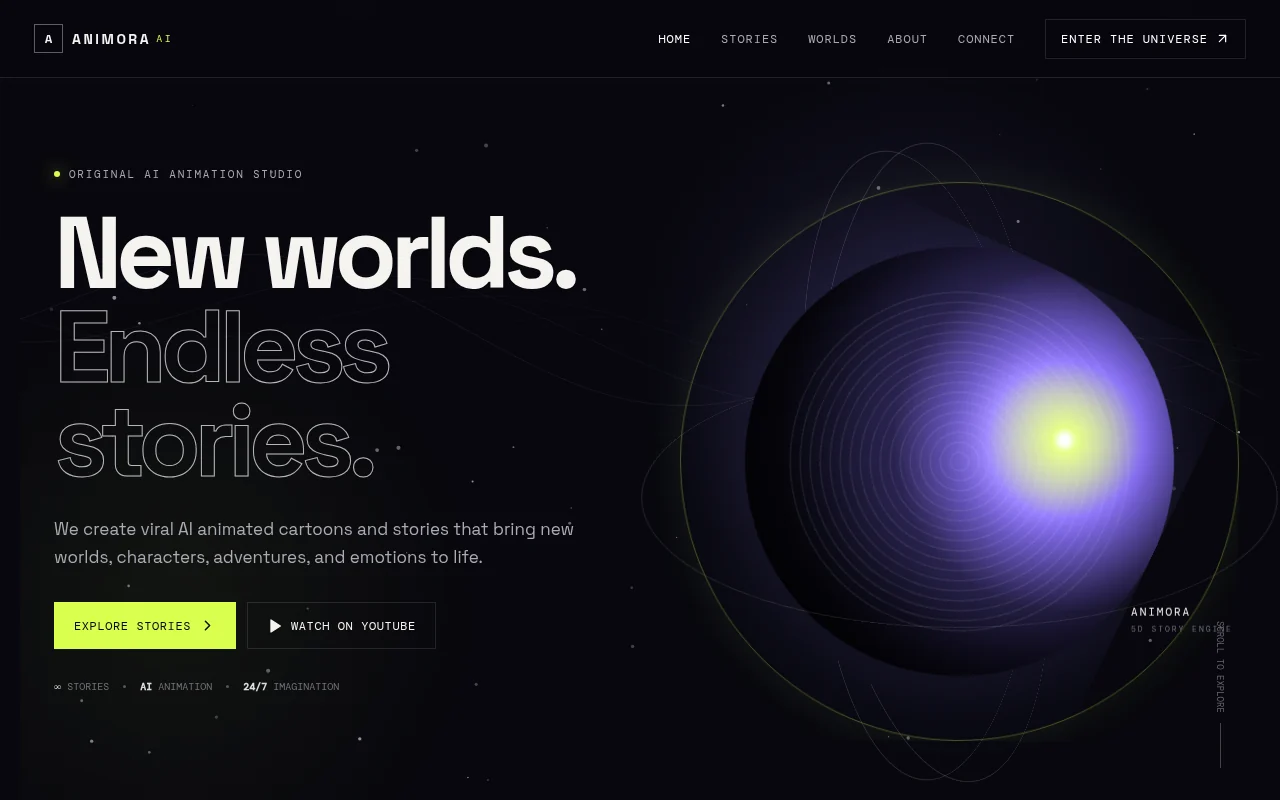 A ANIMORA AI
HOME STORIES WORLDS ABOUT CONNECT ENTER THE UNIVERSE
ORIGINAL AI ANIMATION STUDIO
New worlds.
Endless
stories.
We create viral AI animated cartoons and stories that bring new
worlds, characters, adventures, and emotions to life.
EXPLORE STORIES WATCH ON YOUTUBE
∞ STORIES • AI ANIMATION • 24/7 IMAGINATION
ANIMORA
5D STORY ENGINE
SCROLL TO EXPLORE